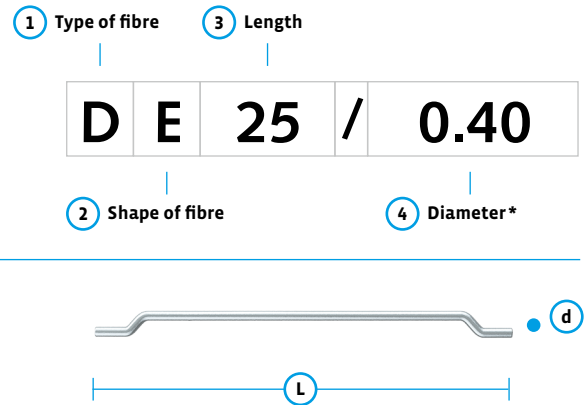 1 Type of fibre 3 Length
D E 25 / 0.40
2 Shape of fibre 4 Diameter*
d
L